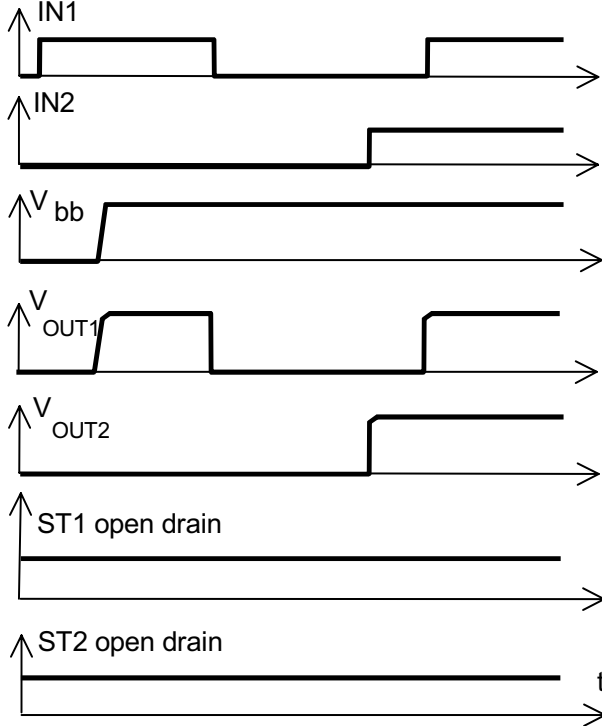 IN1
IN2
V bb
V OUT1
V OUT2
ST1 open drain
ST2 open drain
t